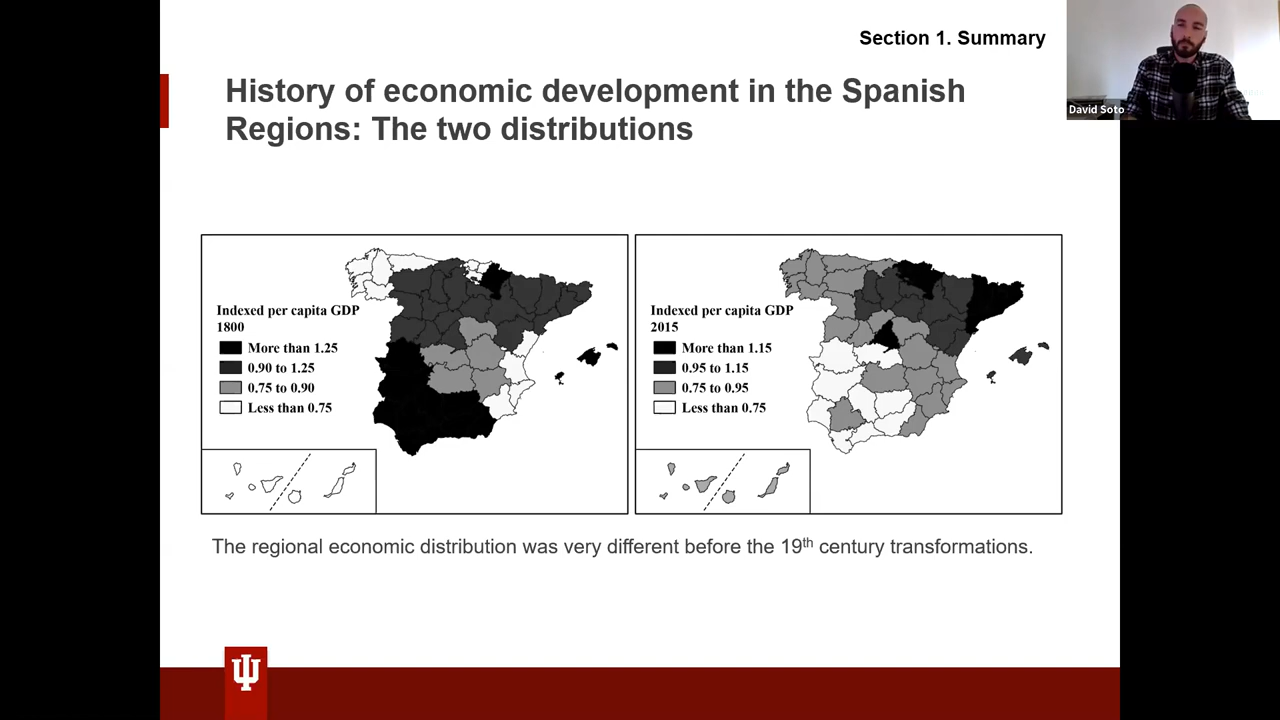 Section 1. Summary
David Soto
History of economic development in the Spanish
Regions: The two distributions
Indexed per capita GDP
1800
More than 1.25
0.90 to 1.25
0.75 to 0.90
Less than 0.75
Indexed per capita GDP
2015
More than 1.15
0.95 to 1.15
0.75 to 0.95
Less than 0.75
The regional economic distribution was very different before the 19th century transformations.